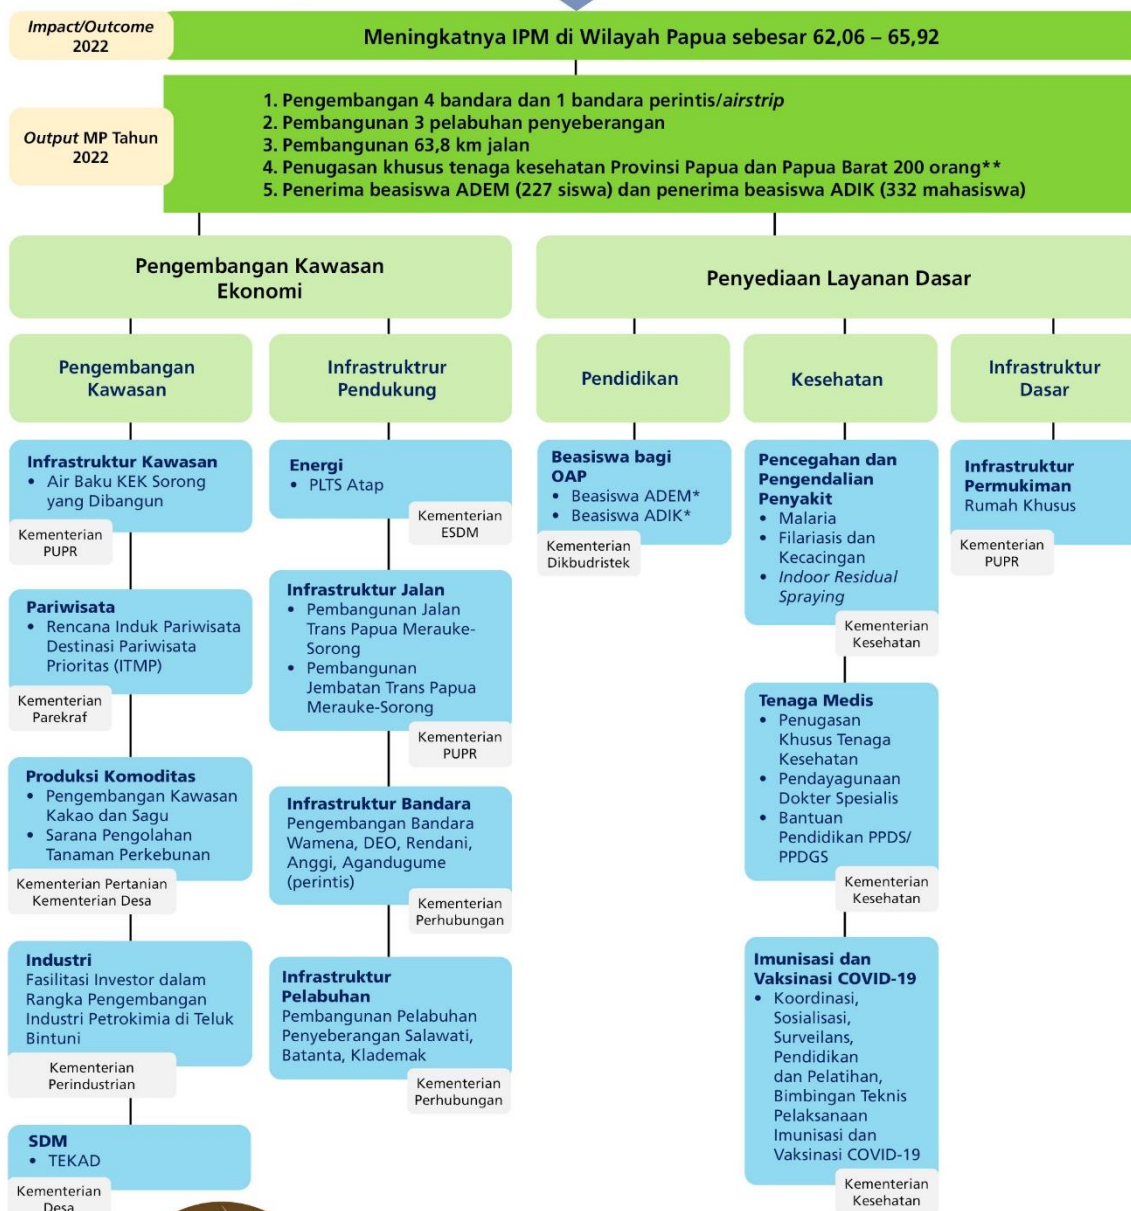 Impact/Outcome
2022
Meningkatnya IPM di Wilayah Papua sebesar 62,06 – 65,92
Output MP Tahun
2022
1. Pengembangan 4 bandara dan 1 bandara perintis/airstrip
2. Pembangunan 3 pelabuhan penyeberangan
3. Pembangunan 63,8 km jalan
4. Penugasan khusus tenaga kesehatan Provinsi Papua dan Papua Barat 200 orang**
5. Penerima beasiswa ADEM (227 siswa) dan penerima beasiswa ADIK (332 mahasiswa)
Pengembangan Kawasan
Ekonomi
Pengembangan
Kawasan
Infrastruktur Kawasan
• Air Baku KEK Sorong
yang Dibangun
Kementerian
PUPR
Pariwisata
• Rencana Induk Pariwisata
Destinasi Pariwisata
Prioritas (ITMP)
Kementerian
Parekraf
Produksi Komoditas
• Pengembangan Kawasan
Kakao dan Sagu
• Sarana Pengolahan
Tanaman Perkebunan
Kementerian Pertanian
Kementerian Desa
Industri
Fasilitasi Investor dalam
Rangka Pengembangan
Industri Petrokimia di Teluk
Bintuni
Kementerian
Perindustrian
SDM
• TEKAD
Kementerian
Desa
Infrastruktrur
Pendukung
Energi
• PLTS Atap
Kementerian
ESDM
Infrastruktur Jalan
• Pembangunan Jalan
Trans Papua Merauke-
Sorong
• Pembangunan
Jembatan Trans Papua
Merauke-Sorong
Kementerian
PUPR
Infrastruktur Bandara
Pengembangan Bandara
Wamena, DEO, Rendani,
Anggi, Agandugume
(perintis)
Kementerian
Perhubungan
Infrastruktur
Pelabuhan
Pembangunan Pelabuhan
Penyeberangan Salawati,
Batanta, Klademak
Kementerian
Perhubungan
Penyediaan Layanan Dasar
Pendidikan
Beasiswa bagi
OAP
• Beasiswa ADEM*
• Beasiswa ADIK*
Kementerian
Dikbudristek
Kesehatan
Pencegahan dan
Pengendalian
Penyakit
• Malaria
• Filariasis dan
Kecacingan
• Indoor Residual
Spraying
Kementerian
Kesehatan
Tenaga Medis
• Penugasan
Khusus Tenaga
Kesehatan
• Pendayagunaan
Dokter Spesialis
• Bantuan
Pendidikan PPDS/
PPDGS
Kementerian
Kesehatan
Imunisasi dan
Vaksinasi COVID-19
• Koordinasi,
Sosialisasi,
Surveilans,
Pendidikan
dan Pelatihan,
Bimbingan Teknis
Pelaksanaan
Imunisasi dan
Vaksinasi COVID-19
Kementerian
Kesehatan
Infrastruktur
Dasar
Infrastruktur
Permukiman
Rumah Khusus
Kementerian
PUPR